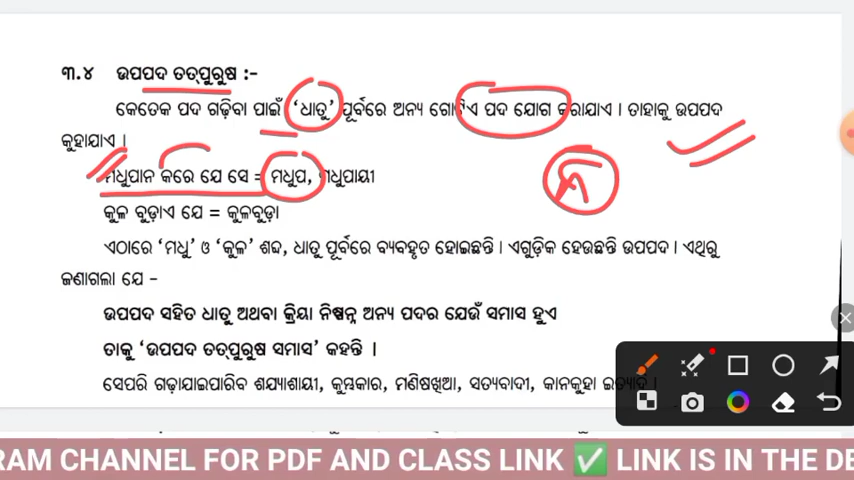 ୩.୪ ଉପପଦ ତତ୍‌ପୁରୁଷ :-
କେତେକ ପଦ ଗଢ଼ିବା ପାଇଁ ‘ଧାତୁ’ ପୂର୍ବରେ ଅନ୍ୟ ଗୋଟିଏ ପଦ ଯୋଗ କରାଯାଏ । ତାହାକୁ ଉପପଦ
କୁହାଯାଏ ।
ମଧୁପାନ କରେ ଯେ ସେ = ମଧୁପ, ମଧୁପାୟୀ
କୁଳ ବୁଡ଼ାଏ ଯେ = କୁଳବୁଡ଼ା
ଏଠାରେ ‘ମଧୁ’ ଓ ‘କୁଳ’ ଶବ୍ଦ, ଧାତୁ ପୂର୍ବରେ ବ୍ୟବହୃତ ହୋଇଛନ୍ତି । ଏଗୁଡ଼ିକ ହେଉଛନ୍ତି ଉପପଦ । ଏଥିରୁ
ଜଣାଗଲା ଯେ –
ଉପପଦ ସହିତ ଧାତୁ ଅଥବା କ୍ରିୟା ନିଷ୍ପନ୍ନ ଅନ୍ୟ ପଦର ଯେଉଁ ସମାସ ହୁଏ
ତାକୁ ‘ଉପପଦ ତତ୍‌ପୁରୁଷ ସମାସ’ କହନ୍ତି ।
ସେପରି ଗଢ଼ାଯାଇପାରିବ ଶଯ୍ୟାଶାୟୀ, କୁମ୍ଭକାର, ମଣିଷଖିଆ, ସତ୍ୟବାଦୀ, କାନକୁହା ଇତ୍ୟାଦି ।
RAM CHANNEL FOR PDF AND CLASS LINK ✅ LINK IS IN THE DE